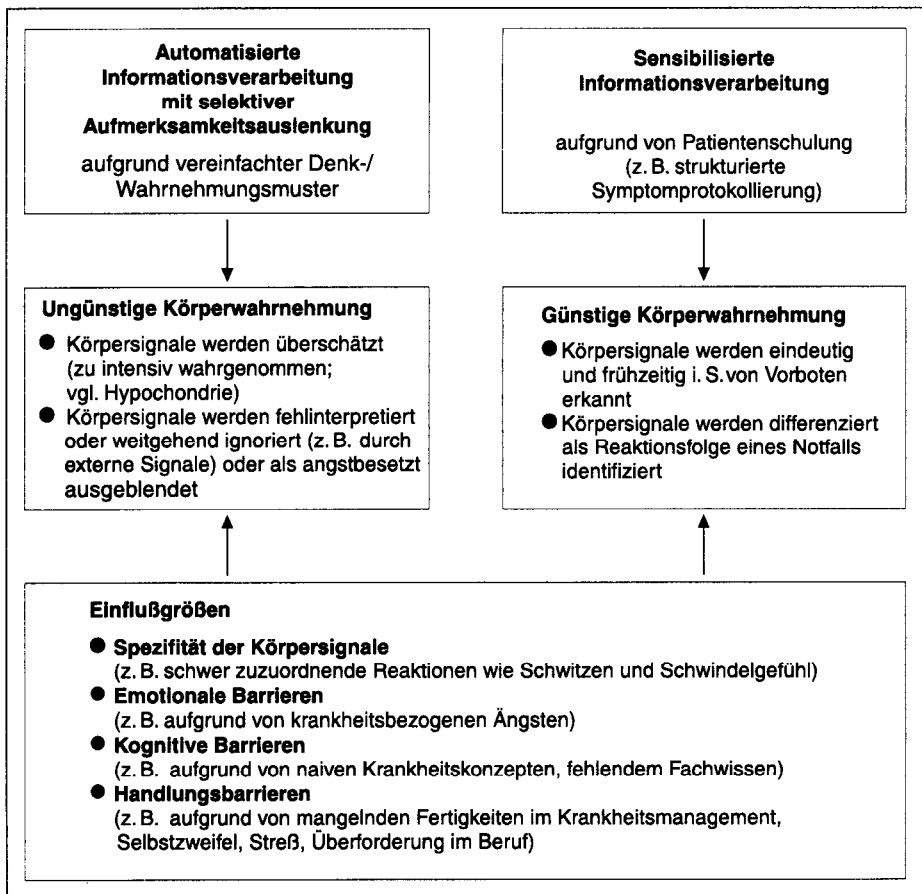 Automatisierte
Informationsverarbeitung
mit selektiver
Aufmerksamkeitsauslenkung
aufgrund vereinfachter Denk-/
Wahrnehmungsmuster
Sensibilisierte
Informationsverarbeitung
aufgrund von Patientenschulung
(z. B. strukturierte
Symptomprotokollierung)
Ungünstige Körperwahrnehmung
● Körpersignale werden überschätzt
(zu intensiv wahrgenommen;
vgl. Hypochondrie)
● Körpersignale werden fehlinterpretiert
oder weitgehend ignoriert (z. B. durch
externe Signale) oder als angstbesetzt
ausgeblendet
Günstige Körperwahrnehmung
● Körpersignale werden eindeutig
und frühzeitig i. S. von Vorboten
erkannt
● Körpersignale werden differenziert
als Reaktionsfolge eines Notfalls
identifiziert
Einflußgrößen
● Spezifität der Körpersignale
(z. B. schwer zuzuordnende Reaktionen wie Schwitzen und Schwindelgefühl)
● Emotionale Barrieren
(z. B. aufgrund von krankheitsbezogenen Ängsten)
● Kognitive Barrieren
(z. B. aufgrund von naiven Krankheitskonzepten, fehlendem Fachwissen)
● Handlungsbarrieren
(z. B. aufgrund von mangelnden Fertigkeiten im Krankheitsmanagement,
Selbstzweifel, Streß, Überforderung im Beruf)